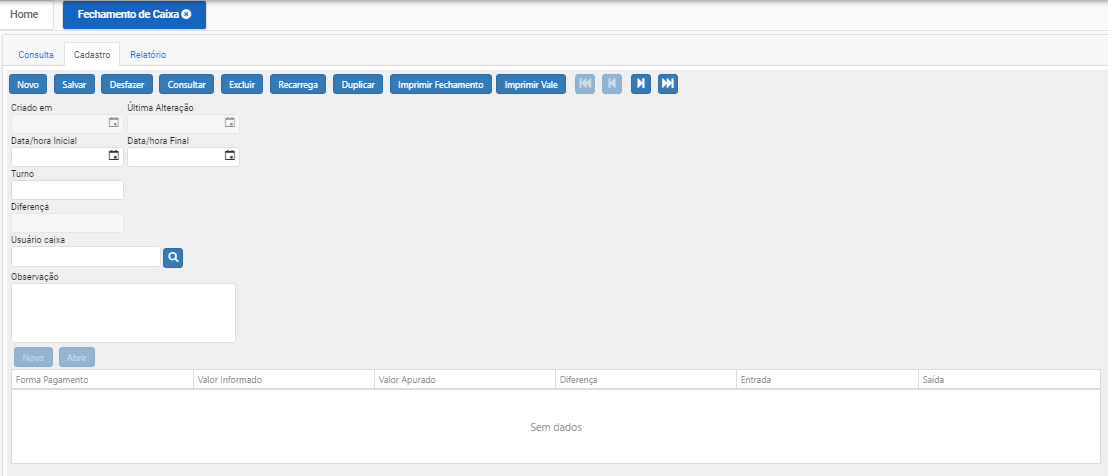 Home Fechamento de Caixa
Consulta Cadastro Relatório
Novo Salvar Desfazer Consultar Excluir Recarrega Duplicar Imprimir Fechamento Imprimir Vale
Criado em Última Alteração
Data/hora Inicial Data/hora Final
Turno
Diferença
Usuário caixa
Observação
Novo Abrir
Forma Pagamento Valor Informado Valor Apurado Diferença Entrada Saída
Sem dados